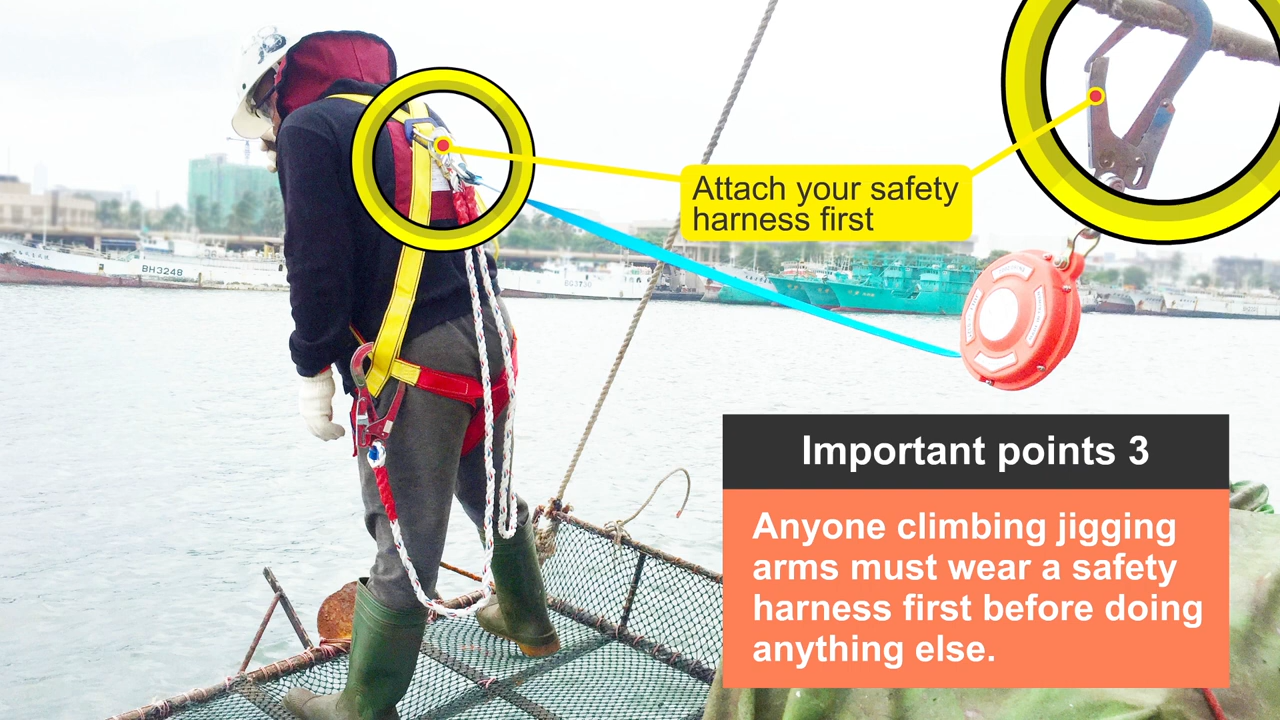 Attach your safety
harness first
BH3248
Important points 3
Anyone climbing jigging
arms must wear a safety
harness first before doing
anything else.